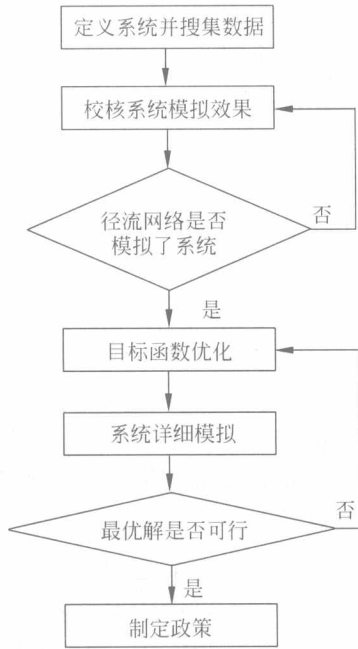 定义系统并搜集数据
校核系统模拟效果
径流网络是否
模拟了系统
否
是
目标函数优化
系统详细模拟
最优解是否可行
否
是
制定政策